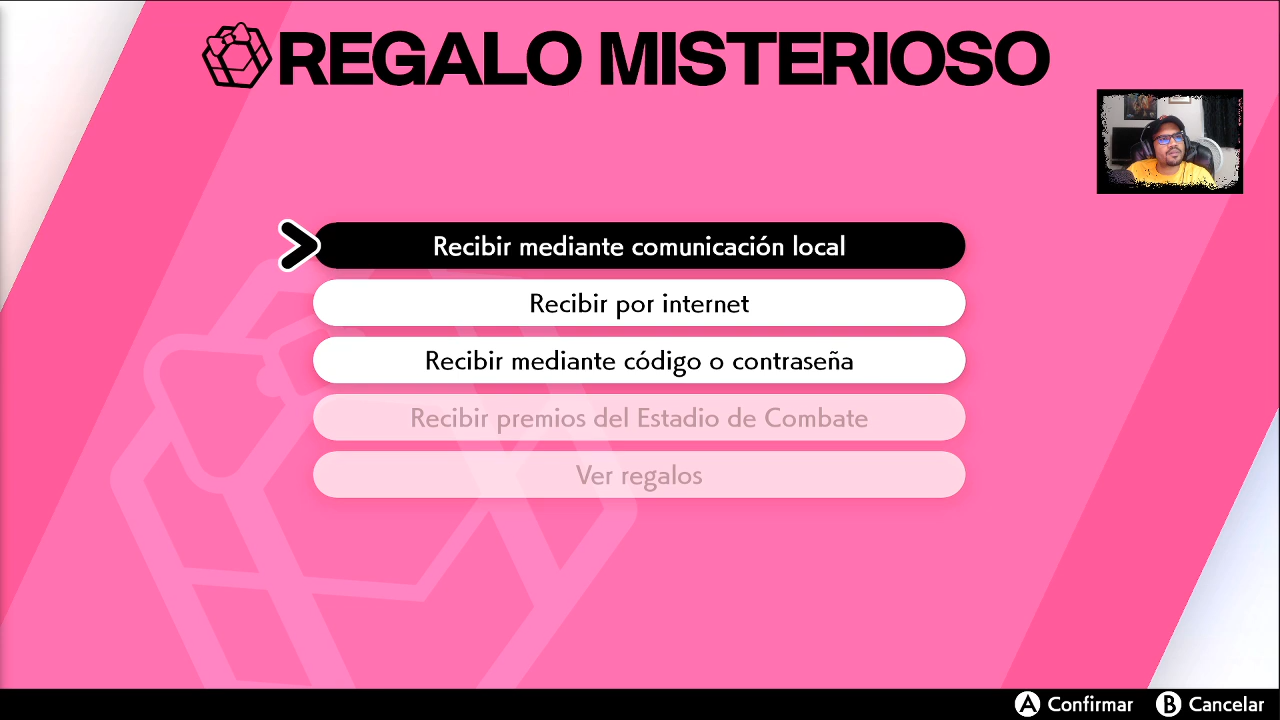 REGALO MISTERIOSO
Recibir mediante comunicación local
Recibir por internet
Recibir mediante código o contraseña
Recibir premios del Estadio de Combate
Ver regalos
A Confirmar B Cancelar